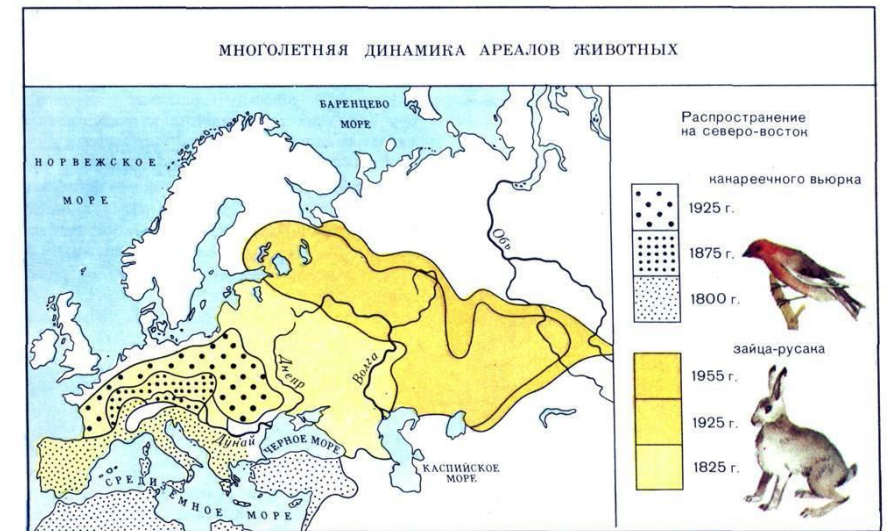 МНОГОЛЕТНЯЯ ДИНАМИКА АРЕАЛОВ ЖИВОТНЫХ
БАРЕНЦЕВО
МОРЕ
НОРВЕЖСКОЕ
МОРЕ
Обь
Днепр
Волга
Дунай
ЧЕРНОЕ МОРЕ
КАСПИЙСКОЕ
МОРЕ
СРЕДИЗЕМНОЕ МОРЕ
Распространение
на северо-восток
канареечного вьюрка
1925 г.
1875 г.
1800 г.
зайца-русака
1955 г.
1925 г.
1825 г.